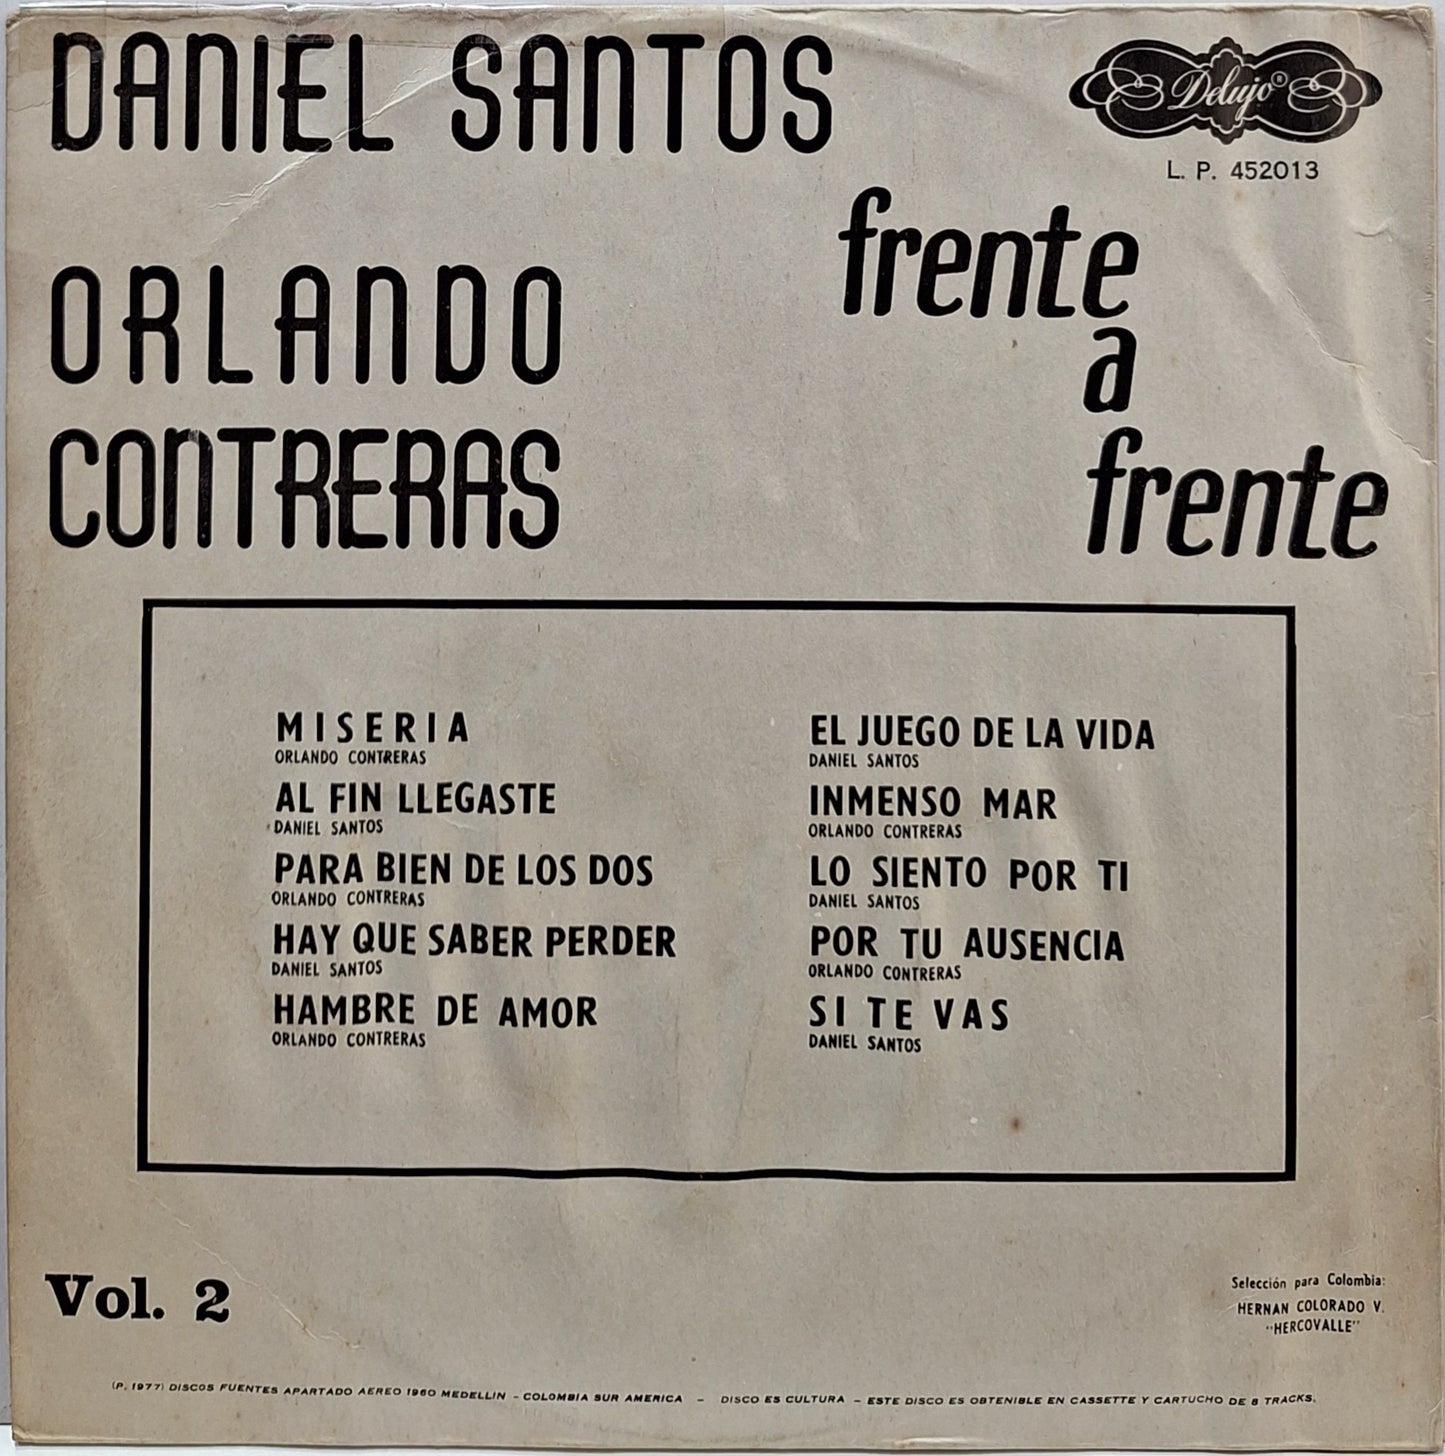 DANIEL SANTOS
Delujo®
L. P. 452013
frente
a
frente
ORLANDO
CONTRERAS
MISERIA
ORLANDO CONTRERAS
AL FIN LLEGASTE
DANIEL SANTOS
PARA BIEN DE LOS DOS
ORLANDO CONTRERAS
HAY QUE SABER PERDER
DANIEL SANTOS
HAMBRE DE AMOR
ORLANDO CONTRERAS
EL JUEGO DE LA VIDA
DANIEL SANTOS
INMENSO MAR
ORLANDO CONTRERAS
LO SIENTO POR TI
DANIEL SANTOS
POR TU AUSENCIA
ORLANDO CONTRERAS
SI TE VAS
DANIEL SANTOS
Vol. 2
Selección para Colombia:
HERNAN COLORADO V.
"HERCOVALLE"
(P. 1977) DISCOS FUENTES APARTADO AEREO 1960 MEDELLIN - COLOMBIA SUR AMERICA - DISCO ES CULTURA - ESTE DISCO ES OBTENIBLE EN CASSETTE Y CARTUCHO DE 8 TRACKS.